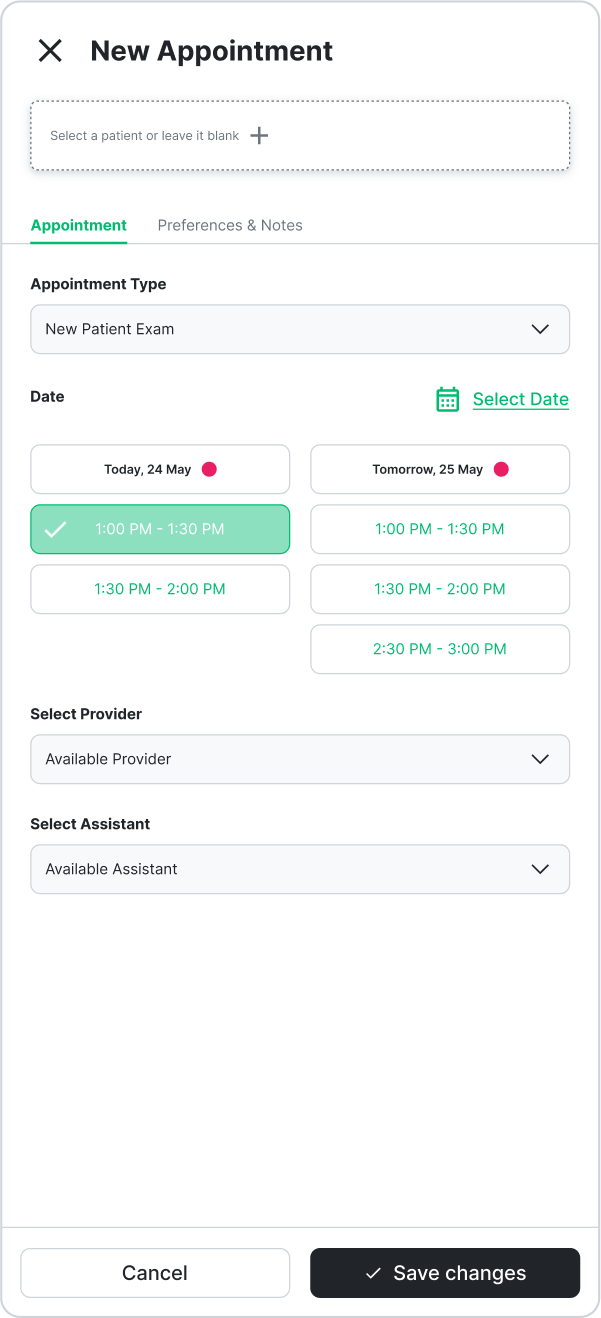 New Appointment
Select a patient or leave it blank
Appointment
Preferences & Notes
Appointment Type
New Patient Exam
Date
Select Date
Today, 24 May
Tomorrow, 25 May
1:00 PM - 1:30 PM
1:00 PM - 1:30 PM
1:30 PM - 2:00 PM
1:30 PM - 2:00 PM
2:30 PM - 3:00 PM
Select Provider
Available Provider
Select Assistant
Available Assistant
Cancel
Save changes